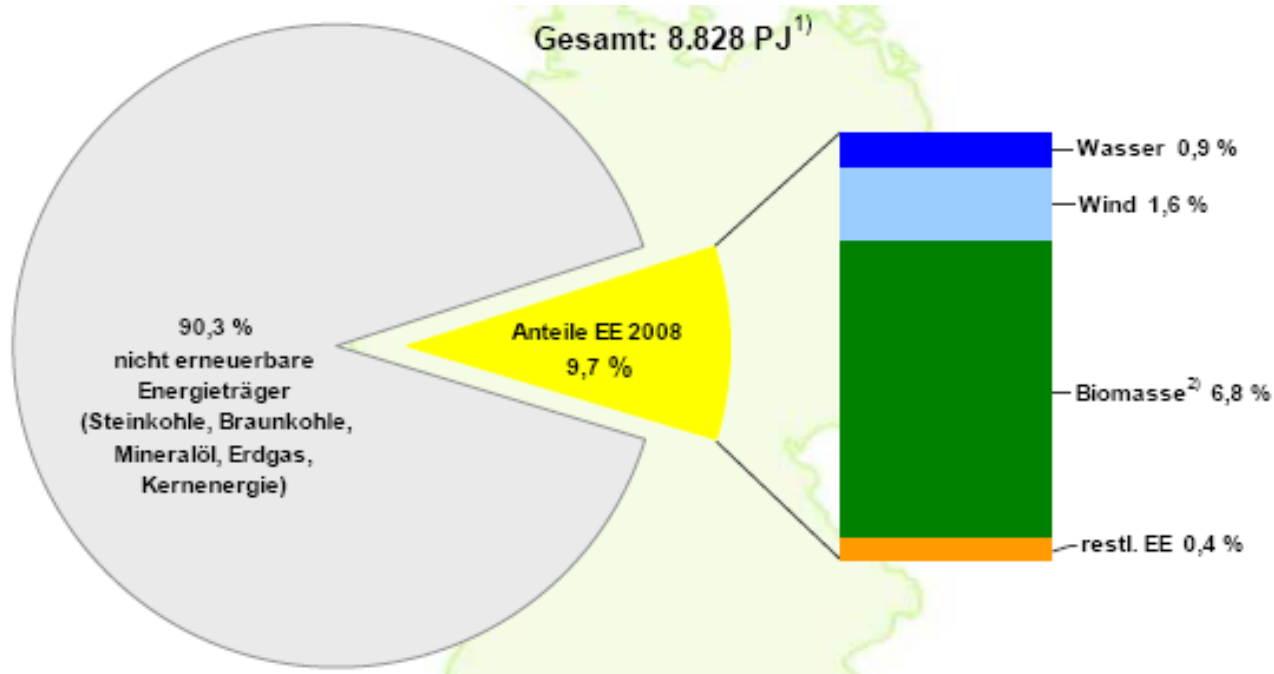 Gesamt: 8.828 PJ¹⁾
90,3 %
nicht erneuerbare
Energieträger
(Steinkohle, Braunkohle,
Mineralöl, Erdgas,
Kernenergie)
Anteile EE 2008
9,7 %
Wasser 0,9 %
Wind 1,6 %
Biomasse²⁾ 6,8 %
restl. EE 0,4 %